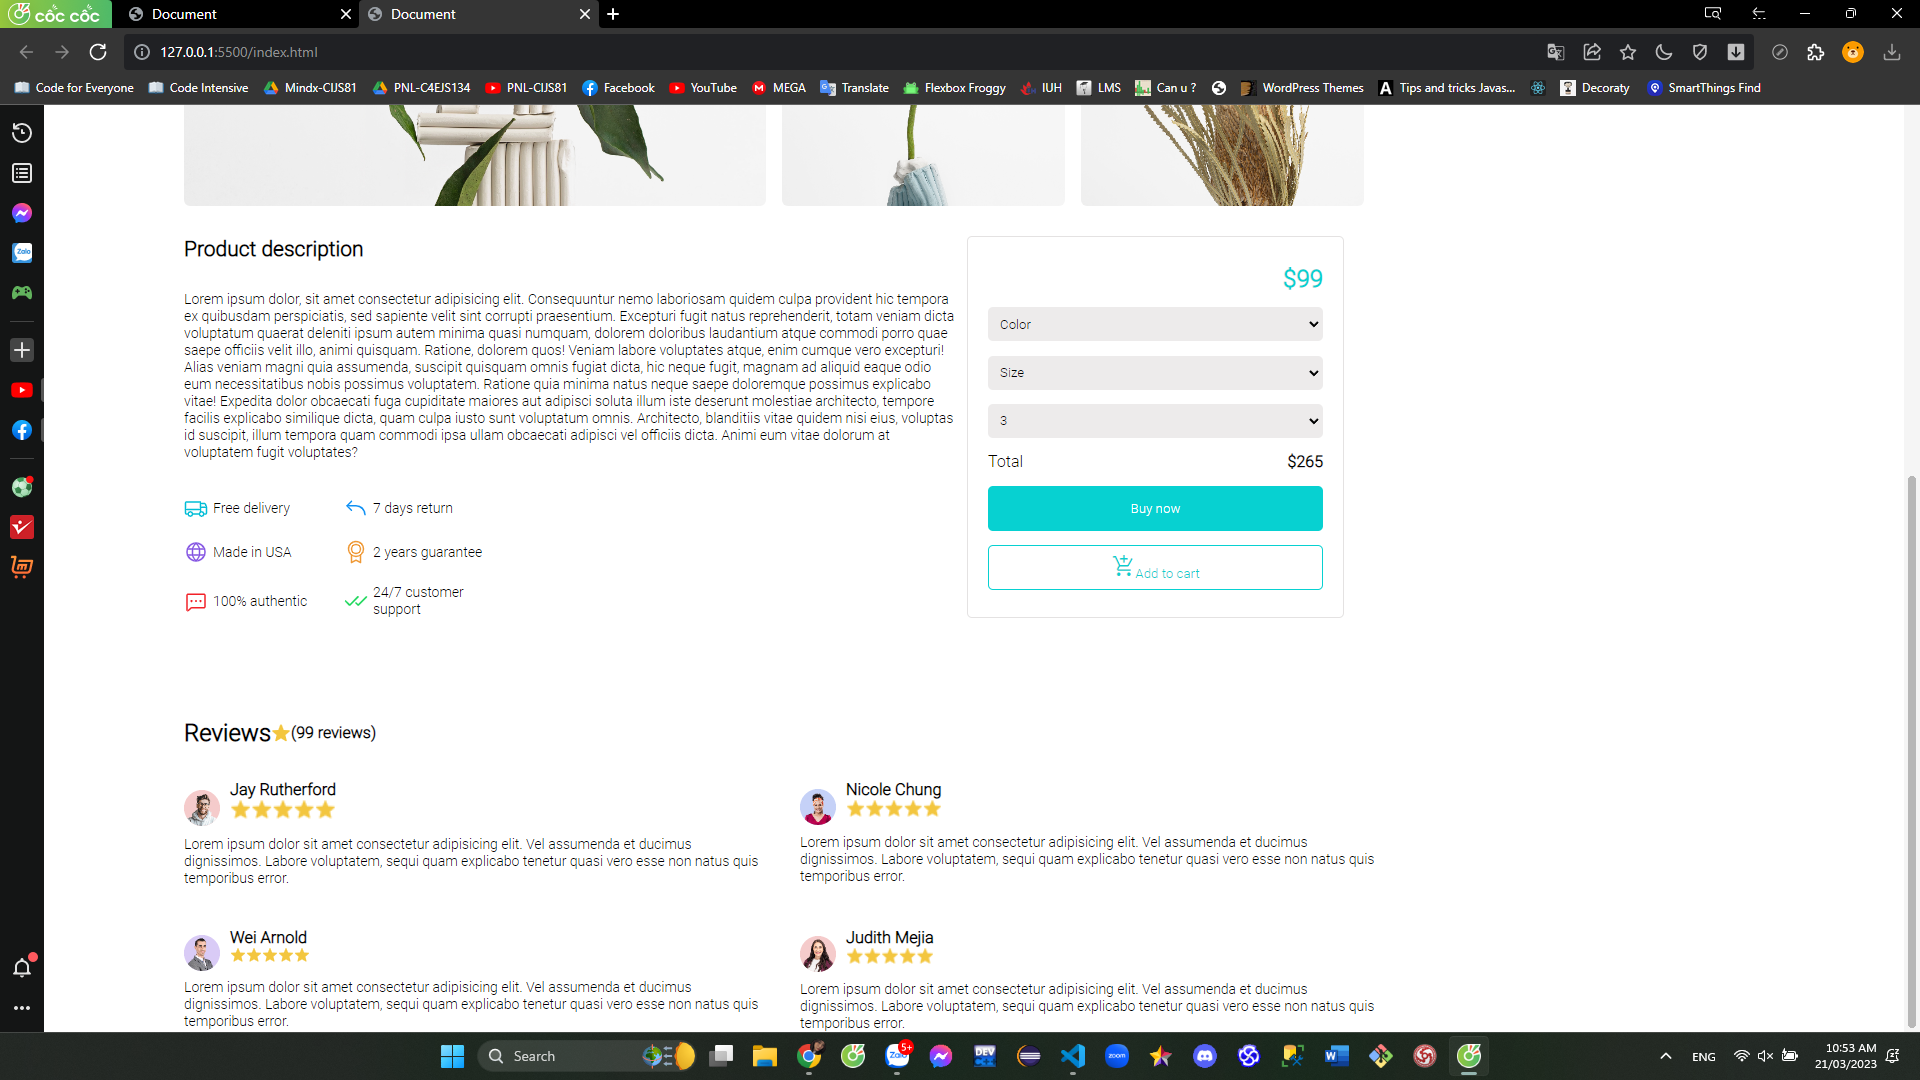 cốc cốc
Document
Document
127.0.0.1:5500/index.html
Code for Everyone
Code Intensive
Mindx-CIJS81
PNL-C4EJS134
PNL-CIJS81
Facebook
YouTube
MEGA
Translate
Flexbox Froggy
IUH
LMS
Can u ?
WordPress Themes
Tips and tricks Javas...
Decoraty
SmartThings Find
Zalo
Product description
Lorem ipsum dolor, sit amet consectetur adipisicing elit. Consequuntur nemo laboriosam quidem culpa provident hic tempora
ex quibusdam perspiciatis, sed sapiente velit sint corrupti praesentium. Excepturi fugit natus reprehenderit, totam veniam dicta
voluptatum quaerat deleniti ipsum autem minima quasi numquam, dolorem doloribus laudantium atque commodi porro quae
saepe officiis velit illo, animi quisquam. Ratione, dolorem quos! Veniam labore voluptates atque, enim cumque vero excepturi!
Alias veniam magni quia assumenda, suscipit quisquam omnis fugiat dicta, hic neque fugit, magnam ad aliquid eaque odio
eum necessitatibus nobis possimus voluptatem. Ratione quia minima natus neque saepe doloremque possimus explicabo
vitae! Expedita dolor obcaecati fuga cupiditate maiores aut adipisci soluta illum iste deserunt molestiae architecto, tempore
facilis explicabo similique dicta, quam culpa iusto sunt voluptatum omnis. Architecto, blanditiis vitae quidem nisi eius, voluptas
id suscipit, illum tempora quam commodi ipsa ullam obcaecati adipisci vel officiis dicta. Animi eum vitae dolorum at
voluptatem fugit voluptates?
Free delivery
7 days return
Made in USA
2 years guarantee
100% authentic
24/7 customer
support
$99
Color
Size
3
Total
$265
Buy now
Add to cart
Reviews (99 reviews)
Jay Rutherford
Lorem ipsum dolor sit amet consectetur adipisicing elit. Vel assumenda et ducimus
dignissimos. Labore voluptatem, sequi quam explicabo tenetur quasi vero esse non natus quis
temporibus error.
Nicole Chung
Lorem ipsum dolor sit amet consectetur adipisicing elit. Vel assumenda et ducimus
dignissimos. Labore voluptatem, sequi quam explicabo tenetur quasi vero esse non natus quis
temporibus error.
Wei Arnold
Lorem ipsum dolor sit amet consectetur adipisicing elit. Vel assumenda et ducimus
dignissimos. Labore voluptatem, sequi quam explicabo tenetur quasi vero esse non natus quis
temporibus error.
Judith Mejia
Lorem ipsum dolor sit amet consectetur adipisicing elit. Vel assumenda et ducimus
dignissimos. Labore voluptatem, sequi quam explicabo tenetur quasi vero esse non natus quis
temporibus error.
Search
Zalo
5+
DEV
zoom
ENG
10:53 AM
21/03/2023